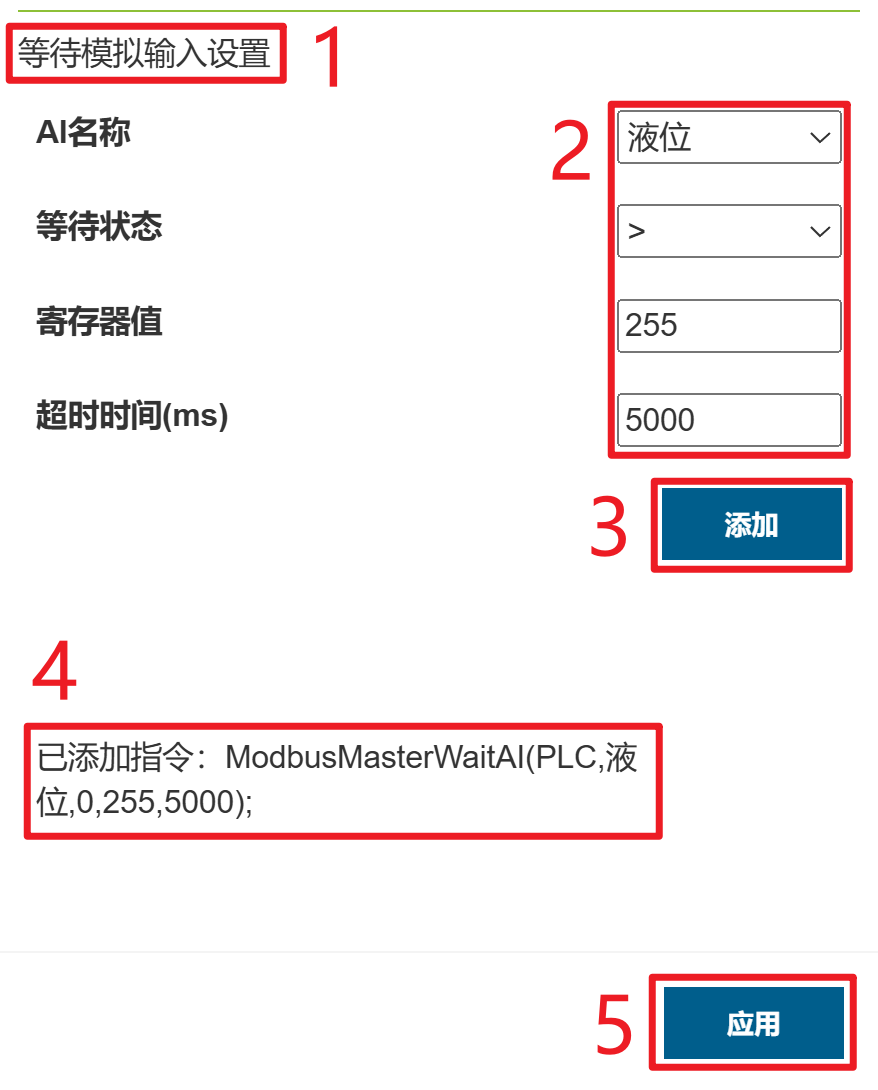 等待模拟输入设置 1
AI名称 2 液位
等待状态 >
寄存器值 255
超时时间(ms) 5000
3 添加
4
已添加指令：ModbusMasterWaitAI(PLC,液
位,0,255,5000);
5 应用